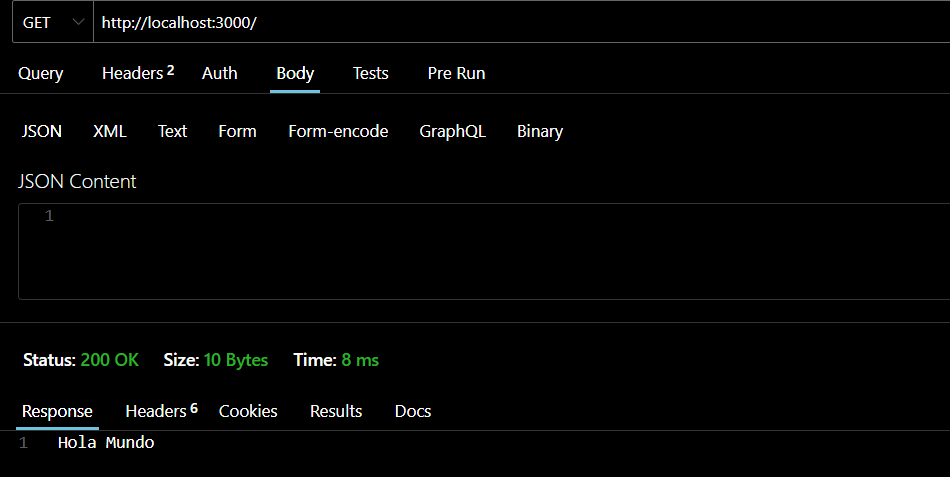 GET http://localhost:3000/
Query Headers 2 Auth Body Tests Pre Run
JSON XML Text Form Form-encode GraphQL Binary
JSON Content
1
Status: 200 OK Size: 10 Bytes Time: 8 ms
Response Headers 6 Cookies Results Docs
1 Hola Mundo